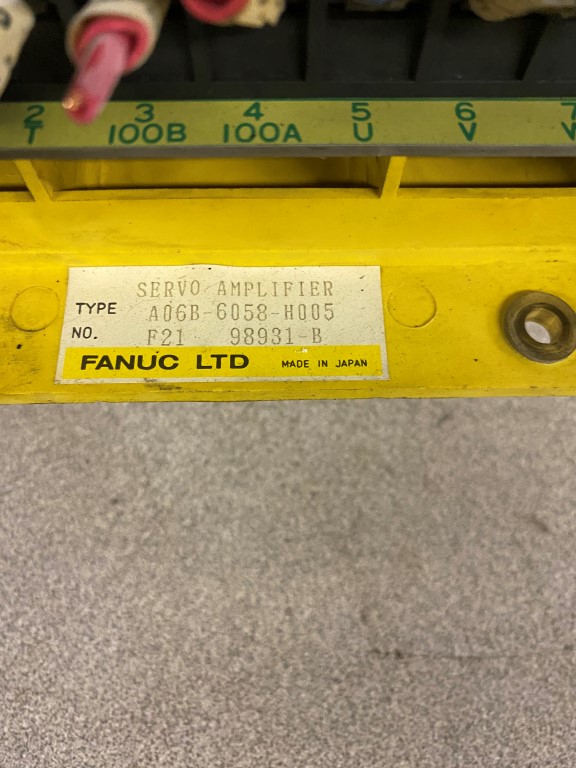 2 3 4 5 6 7
T 100B 100A U V V
SERVO AMPLIFIER
TYPE A06B-6058-H005
NO. F21 98931-B
FANUC LTD MADE IN JAPAN